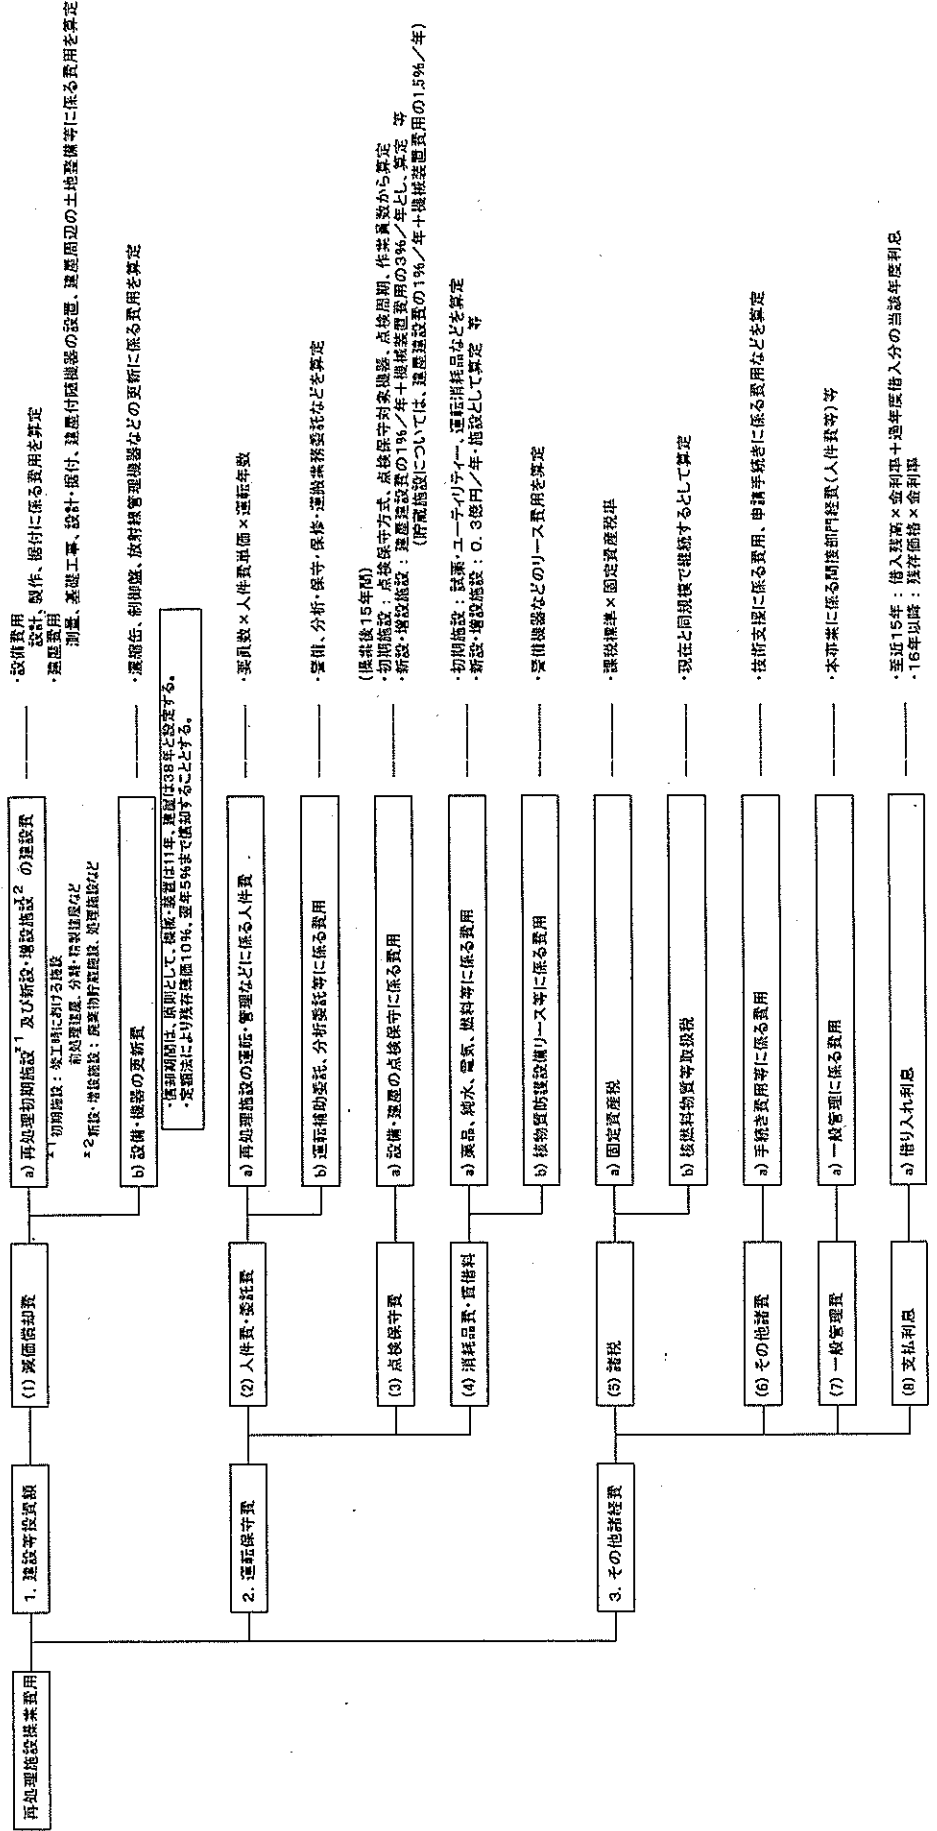 再処理施設操業費用
1. 建設等投資額
(1) 減価償却費
a) 再処理初期施設※1 及び新設・増設施設※2 の建設費
※1 初期施設：竣工時における施設
前処理建屋、分離・精製建屋など
※2 新設・増設施設：廃棄物貯蔵施設、処理施設など
・設備費用
設計、製作、据付に係る費用を算定
・建屋費用
測量、基礎工事、設計・据付、建屋付随機器の設置、建屋周辺の土地整備等に係る費用を算定
b) 設備・機器の更新費
・濃縮缶、制御盤、放射線管理機器などの更新に係る費用を算定
・償却期間は、原則として、機械・装置は11年、建屋は38年と設定する。
・定額法により残存簿価10%、翌年5%まで償却することとする。
2. 運転保守費
(2) 人件費・委託費
a) 再処理施設の運転・管理などに係る人件費
・要員数×人件費単価×運転年数
b) 運転補助委託、分析委託等に係る費用
・警備、分析・保守・運搬業務委託などを算定
(3) 点検保守費
a) 設備・建屋の点検保守に係る費用
(操業後15年間)
・初期施設：点検保守方式、点検保守対象機器、点検周期、作業員数から算定
・新設・増設施設：建屋建設費の1%／年＋機械装置費用の3%／年とし、算定 等
(貯蔵施設については、建屋建設費の1%／年＋機械装置費用の1.5%／年)
(4) 消耗品費・賃借料
a) 薬品、純水、電気、燃料等に係る費用
・初期施設：試薬・ユーティリティー、運転消耗品などを算定
・新設・増設施設：0.3億円／年・施設として算定 等
b) 核物質防護設備リース等に係る費用
・警備機器などのリース費用を算定
3. その他諸経費
(5) 諸税
a) 固定資産税
・課税標準×固定資産税率
b) 核燃料物質等取扱税
・現在と同規模で継続するとして算定
(6) その他諸費
a) 手続き費用等に係る費用
・技術支援に係る費用、申請手続きに係る費用などを算定
(7) 一般管理費
a) 一般管理に係る費用
・本事業に係る間接部門経費(人件費等)等
(8) 支払利息
a) 借り入れ利息
・至近15年：借入残高×金利率＋過年度借入分の当該年度利息
・16年以降：残存価格×金利率